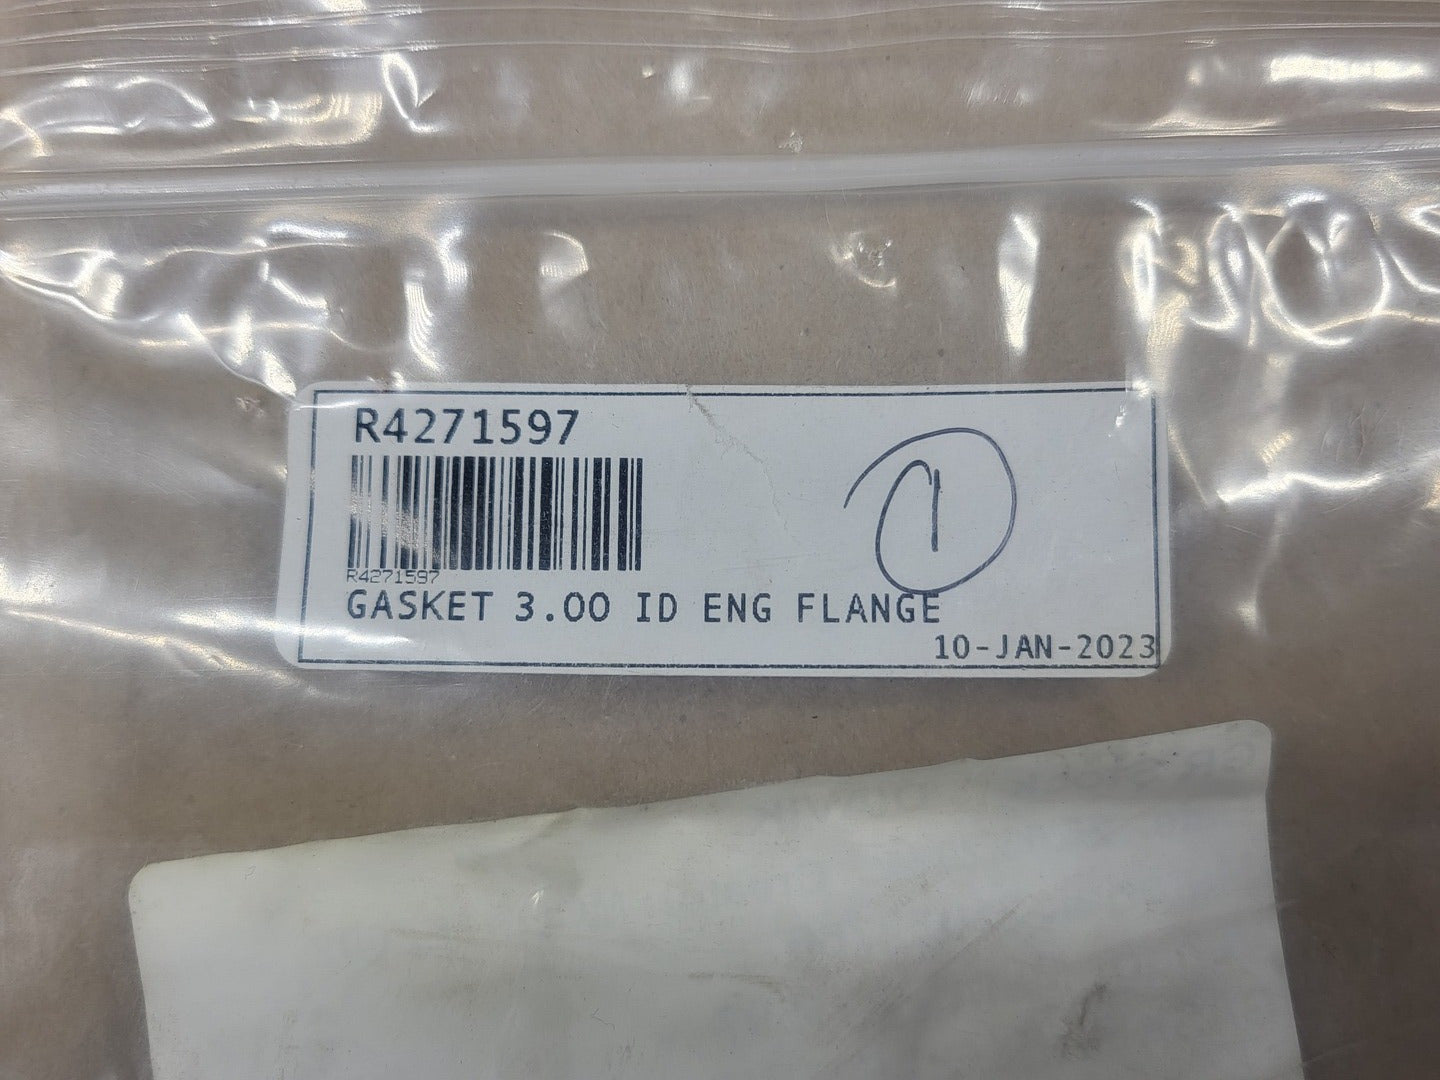 R4271597
1
R4271597
GASKET 3.00 ID ENG FLANGE
10-JAN-2023